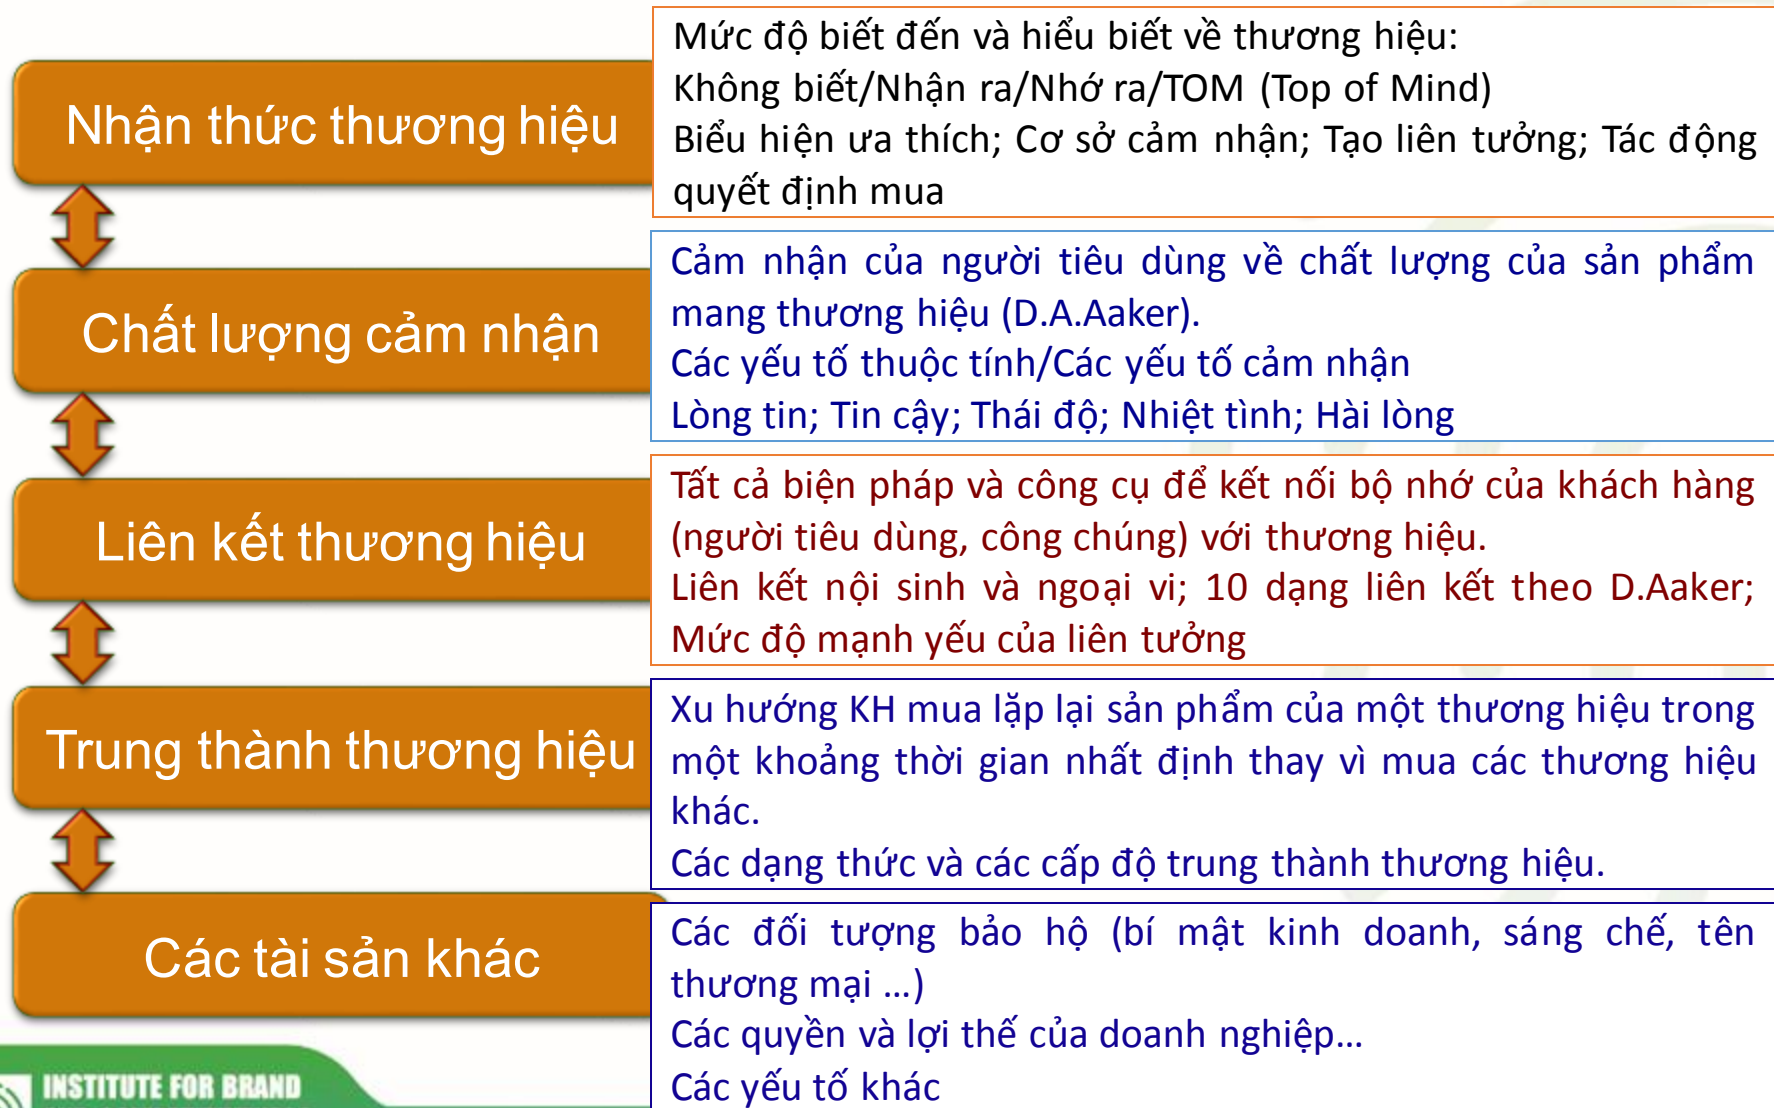 Nhận thức thương hiệu
Mức độ biết đến và hiểu biết về thương hiệu:
Không biết/Nhận ra/Nhớ ra/TOM (Top of Mind)
Biểu hiện ưa thích; Cơ sở cảm nhận; Tạo liên tưởng; Tác động
quyết định mua
Chất lượng cảm nhận
Cảm nhận của người tiêu dùng về chất lượng của sản phẩm
mang thương hiệu (D.A.Aaker).
Các yếu tố thuộc tính/Các yếu tố cảm nhận
Lòng tin; Tin cậy; Thái độ; Nhiệt tình; Hài lòng
Liên kết thương hiệu
Tất cả biện pháp và công cụ để kết nối bộ nhớ của khách hàng
(người tiêu dùng, công chúng) với thương hiệu.
Liên kết nội sinh và ngoại vi; 10 dạng liên kết theo D.Aaker;
Mức độ mạnh yếu của liên tưởng
Trung thành thương hiệu
Xu hướng KH mua lặp lại sản phẩm của một thương hiệu trong
một khoảng thời gian nhất định thay vì mua các thương hiệu
khác.
Các dạng thức và các cấp độ trung thành thương hiệu.
Các tài sản khác
Các đối tượng bảo hộ (bí mật kinh doanh, sáng chế, tên
thương mại …)
Các quyền và lợi thế của doanh nghiệp…
Các yếu tố khác
INSTITUTE FOR BRAND